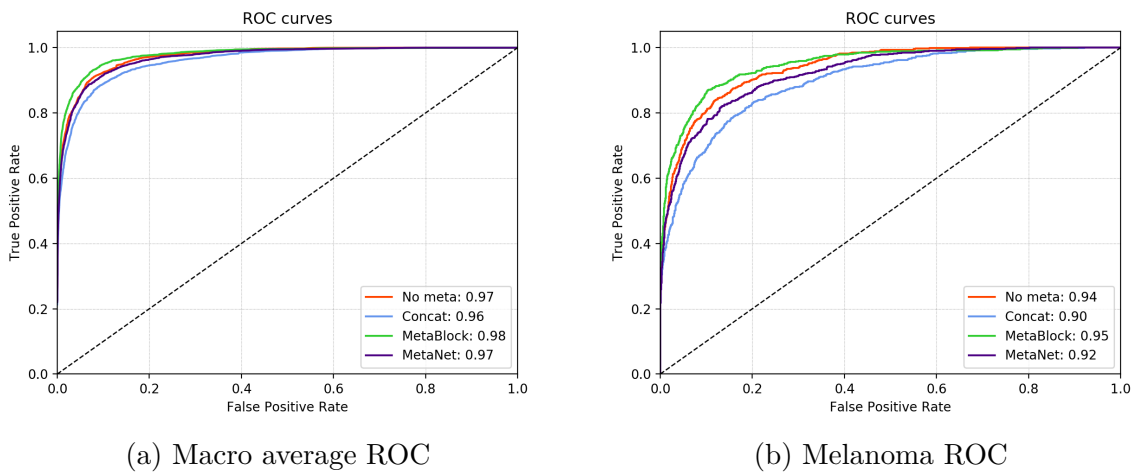 ROC curves
1.0
0.8
0.6
0.4
0.2
0.0
True Positive Rate
0.0 0.2 0.4 0.6 0.8 1.0
False Positive Rate
No meta: 0.97
Concat: 0.96
MetaBlock: 0.98
MetaNet: 0.97
(a) Macro average ROC
ROC curves
1.0
0.8
0.6
0.4
0.2
0.0
True Positive Rate
0.0 0.2 0.4 0.6 0.8 1.0
False Positive Rate
No meta: 0.94
Concat: 0.90
MetaBlock: 0.95
MetaNet: 0.92
(b) Melanoma ROC